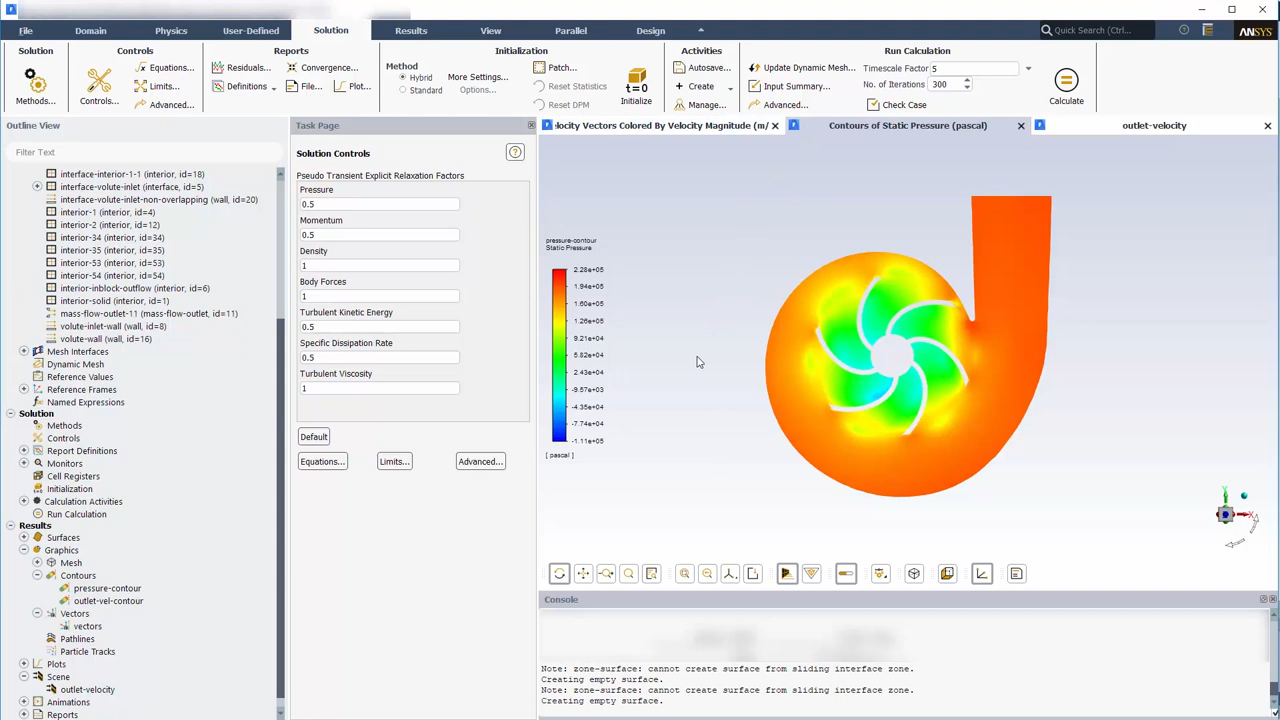 File
Domain
Physics
User-Defined
Solution
Results
View
Parallel
Design
Quick Search (Ctrl...
ANSYS
Solution
Controls
Reports
Initialization
Activities
Run Calculation
Methods...
Controls...
Equations...
Limits...
Advanced...
Residuals...
Definitions
Convergence...
File...
Plot...
Method
Hybrid
Standard
More Settings...
Options...
Patch...
Reset Statistics
Reset DPM
t=0
Initialize
Autosave...
Create
Manage...
Update Dynamic Mesh...
Input Summary...
Advanced...
Timescale Factor 5
No. of Iterations 300
Check Case
Calculate
Outline View
Filter Text
interface-interior-1-1 (interior, id=18)
interface-volute-inlet (interface, id=5)
interface-volute-inlet-non-overlapping (wall, id=20)
interior-1 (interior, id=4)
interior-2 (interior, id=12)
interior-34 (interior, id=34)
interior-35 (interior, id=35)
interior-53 (interior, id=53)
interior-54 (interior, id=54)
interior-inblock-outflow (interior, id=6)
interior-solid (interior, id=1)
mass-flow-outlet-11 (mass-flow-outlet, id=11)
volute-inlet-wall (wall, id=8)
volute-wall (wall, id=16)
Mesh Interfaces
Dynamic Mesh
Reference Values
Reference Frames
Named Expressions
Solution
Methods
Controls
Report Definitions
Monitors
Cell Registers
Initialization
Calculation Activities
Run Calculation
Results
Surfaces
Graphics
Mesh
Contours
pressure-contour
outlet-vel-contour
Vectors
vectors
Pathlines
Particle Tracks
Plots
Scene
outlet-velocity
Animations
Reports
Task Page
Solution Controls
Pseudo Transient Explicit Relaxation Factors
Pressure
0.5
Momentum
0.5
Density
1
Body Forces
1
Turbulent Kinetic Energy
0.5
Specific Dissipation Rate
0.5
Turbulent Viscosity
1
Default
Equations...
Limits...
Advanced...
elocity Vectors Colored By Velocity Magnitude (m/
Contours of Static Pressure (pascal)
outlet-velocity
pressure-contour
Static Pressure
2.28e+05
1.94e+05
1.60e+05
1.26e+05
9.21e+04
5.82e+04
2.43e+04
-9.57e+03
-4.35e+04
-7.74e+04
-1.11e+05
[ pascal ]
Y
X
Console
Note: zone-surface: cannot create surface from sliding interface zone.
Creating empty surface.
Note: zone-surface: cannot create surface from sliding interface zone.
Creating empty surface.